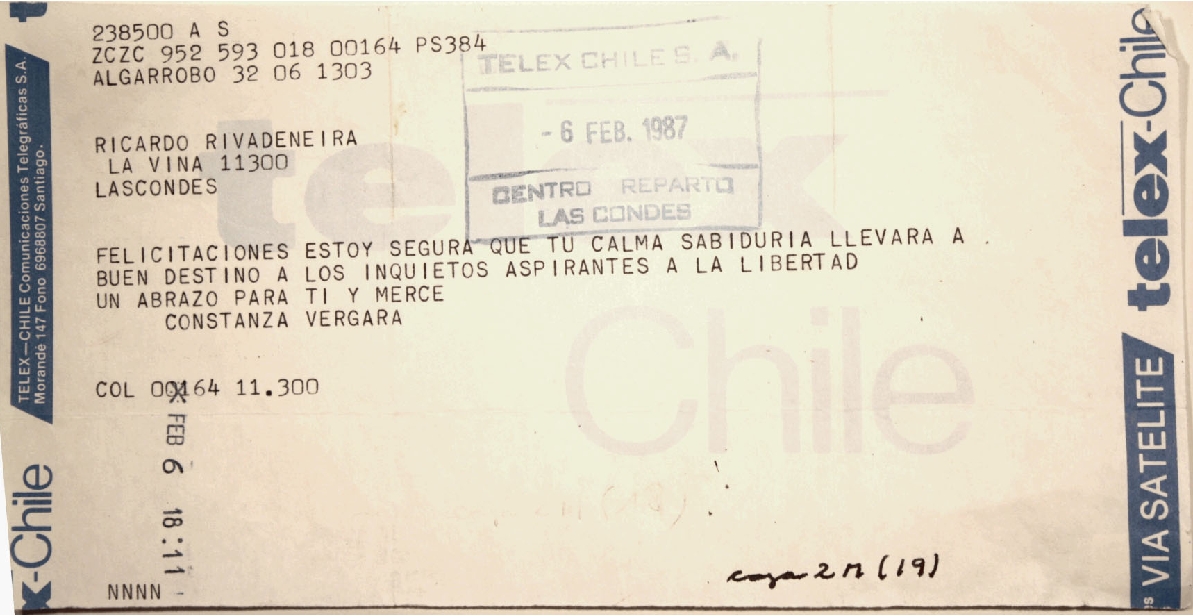 238500 A S
ZCZC 952 593 018 00164 PS384
ALGARROBO 32 06 1303
TELEX CHILE S. A.
- 6 FEB. 1987
CENTRO REPARTO
LAS CONDES
RICARDO RIVADENEIRA
LA VINA 11300
LASCONDES
telex
Chile
FELICITACIONES ESTOY SEGURA QUE TU CALMA SABIDURIA LLEVARA A
BUEN DESTINO A LOS INQUIETOS ASPIRANTES A LA LIBERTAD
UN ABRAZO PARA TI Y MERCE
CONSTANZA VERGARA
COL 00164 11.300
FEB 6 18:11
NNNN
2 M (19)
TELEX—CHILE Comunicaciones Telegráficas S.A.
Morandé 147 Fono 6968807 Santiago.
x-Chile
telex-Chile
VIA SATELITE